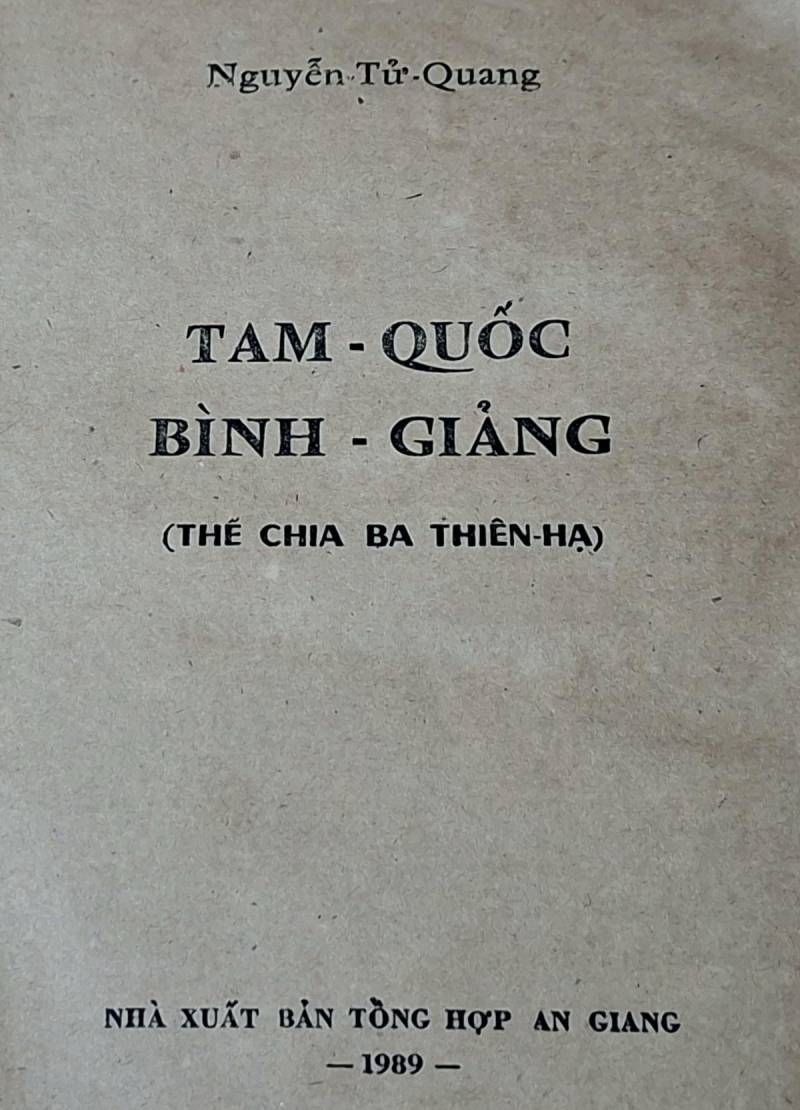 Nguyễn-Tử-Quang
TAM - QUỐC
BÌNH - GIẢNG
(THẾ CHIA BA THIÊN-HẠ)
NHÀ XUẤT BẢN TỔNG HỢP AN GIANG
— 1989 —